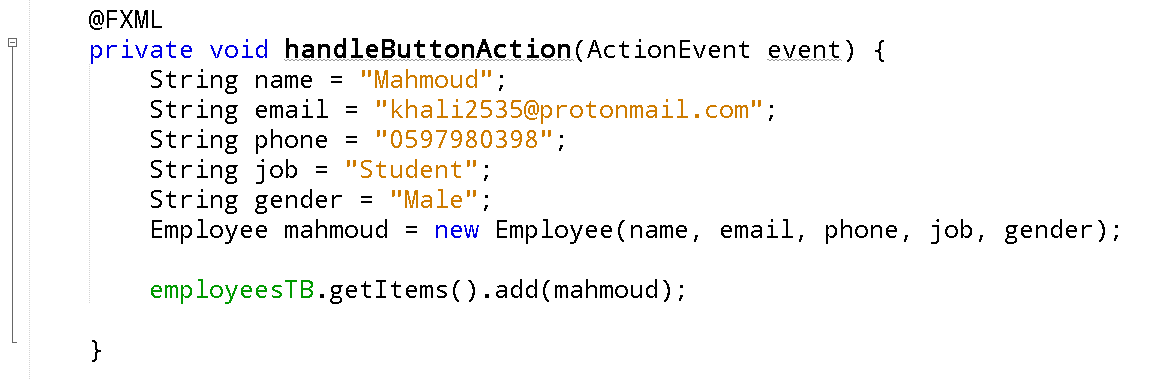 @FXML
private void handleButtonAction(ActionEvent event) {
String name = "Mahmoud";
String email = "khali2535@protonmail.com";
String phone = "0597980398";
String job = "Student";
String gender = "Male";
Employee mahmoud = new Employee(name, email, phone, job, gender);
employeesTB.getItems().add(mahmoud);
}